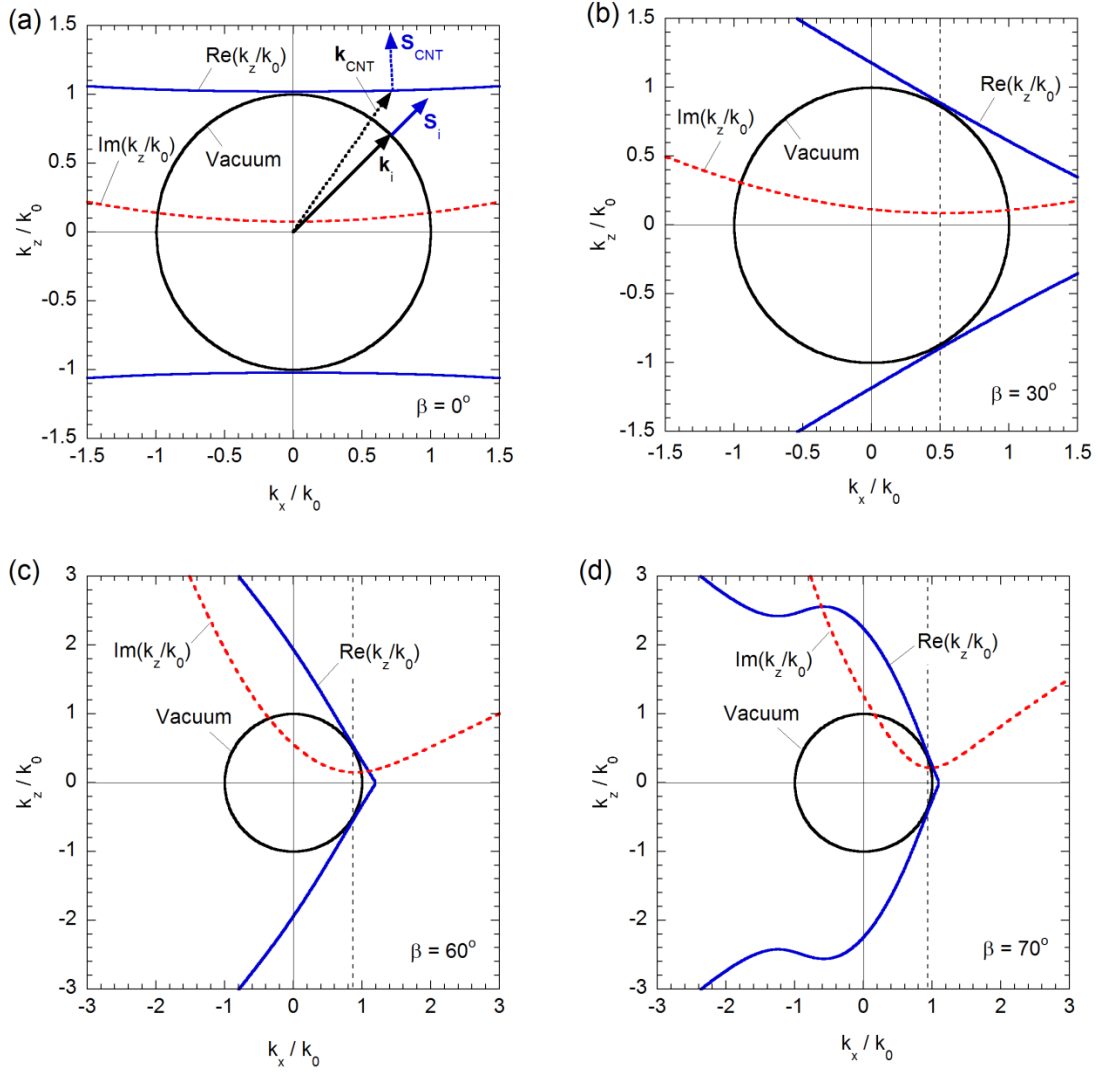 (a)
1.5
1
0.5
0
-0.5
-1
-1.5
k_z / k_0
Re(k_z/k_0)
k_CNT
S_CNT
S_i
Im(k_z/k_0)
Vacuum
k_i
β = 0°
-1.5 -1 -0.5 0 0.5 1 1.5
k_x / k_0
(b)
1.5
1
0.5
0
-0.5
-1
-1.5
k_z / k_0
Re(k_z/k_0)
Im(k_z/k_0)
Vacuum
β = 30°
-1.5 -1 -0.5 0 0.5 1 1.5
k_x / k_0
(c)
3
2
1
0
-1
-2
-3
k_z / k_0
Im(k_z/k_0)
Re(k_z/k_0)
Vacuum
β = 60°
-3 -2 -1 0 1 2 3
k_x / k_0
(d)
3
2
1
0
-1
-2
-3
k_z / k_0
Im(k_z/k_0)
Re(k_z/k_0)
Vacuum
β = 70°
-3 -2 -1 0 1 2 3
k_x / k_0